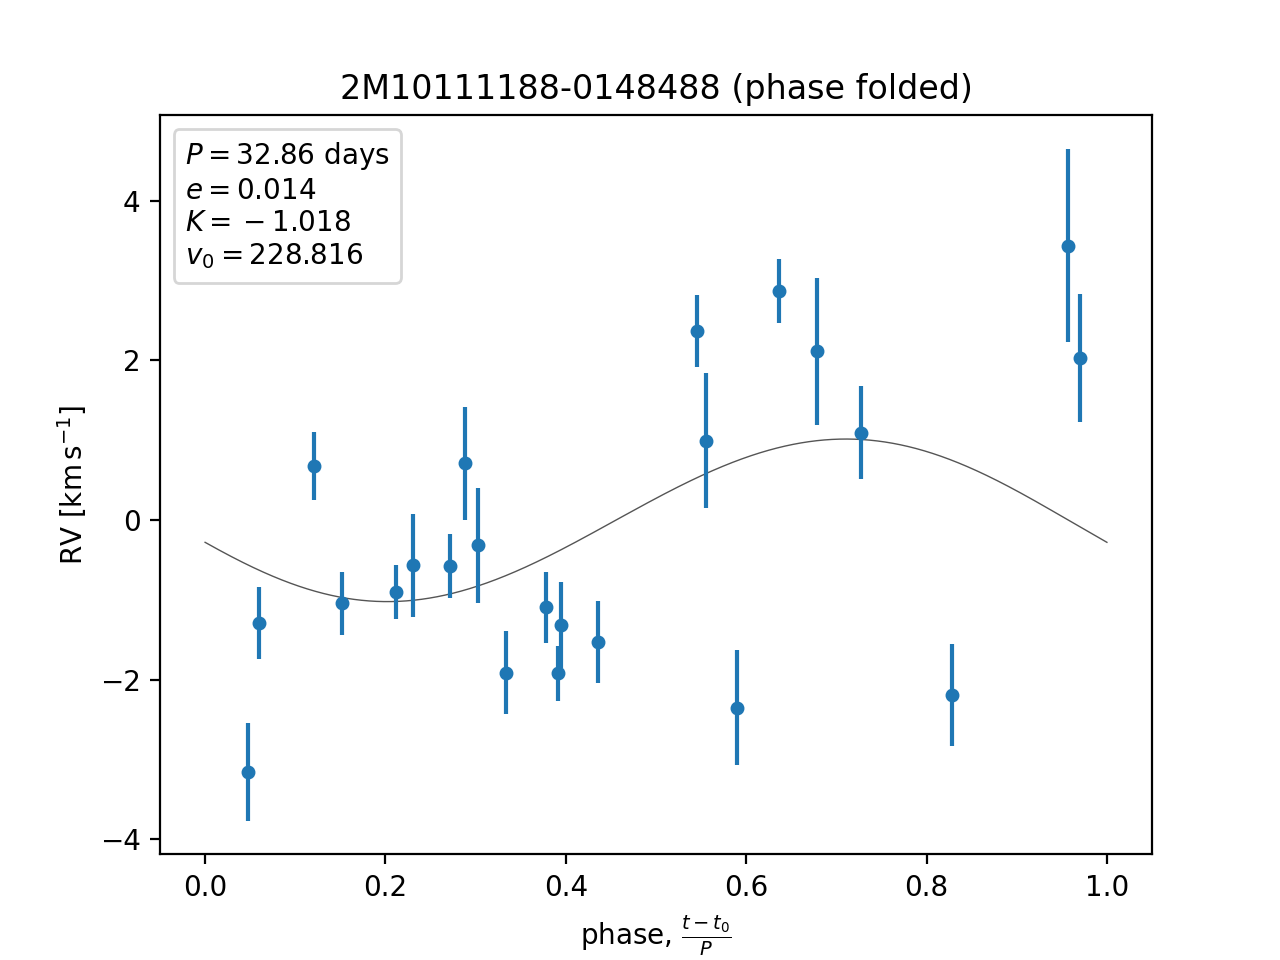 2M10111188-0148488 (phase folded)
P = 32.86 days
e = 0.014
K = −1.018
v₀ = 228.816
4
2
0
−2
−4
RV [km s⁻¹]
0.0 0.2 0.4 0.6 0.8 1.0
phase, (t − t₀)/P